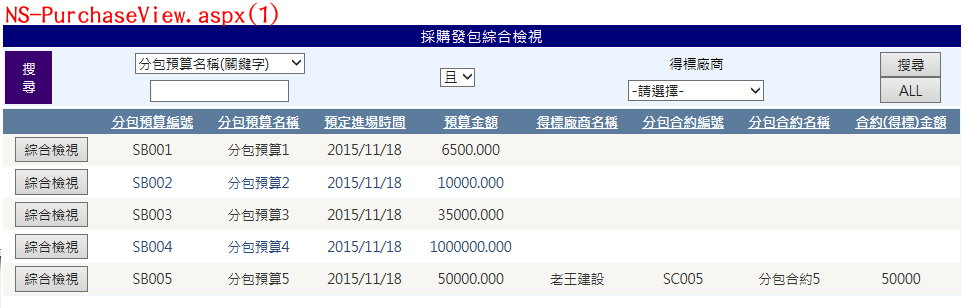 NS-PurchaseView.aspx(1)
採購發包綜合檢視
搜尋
分包預算名稱(關鍵字)
且
得標廠商
-請選擇-
搜尋
ALL
分包預算編號 分包預算名稱 預定進場時間 預算金額 得標廠商名稱 分包合約編號 分包合約名稱 合約(得標)金額
綜合檢視 SB001 分包預算1 2015/11/18 6500.000
綜合檢視 SB002 分包預算2 2015/11/18 10000.000
綜合檢視 SB003 分包預算3 2015/11/18 35000.000
綜合檢視 SB004 分包預算4 2015/11/18 1000000.000
綜合檢視 SB005 分包預算5 2015/11/18 50000.000 老王建設 SC005 分包合約5 50000